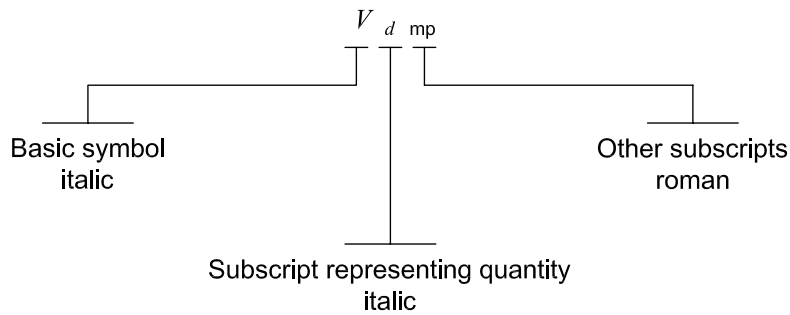 V d mp
Basic symbol
italic
Other subscripts
roman
Subscript representing quantity
italic